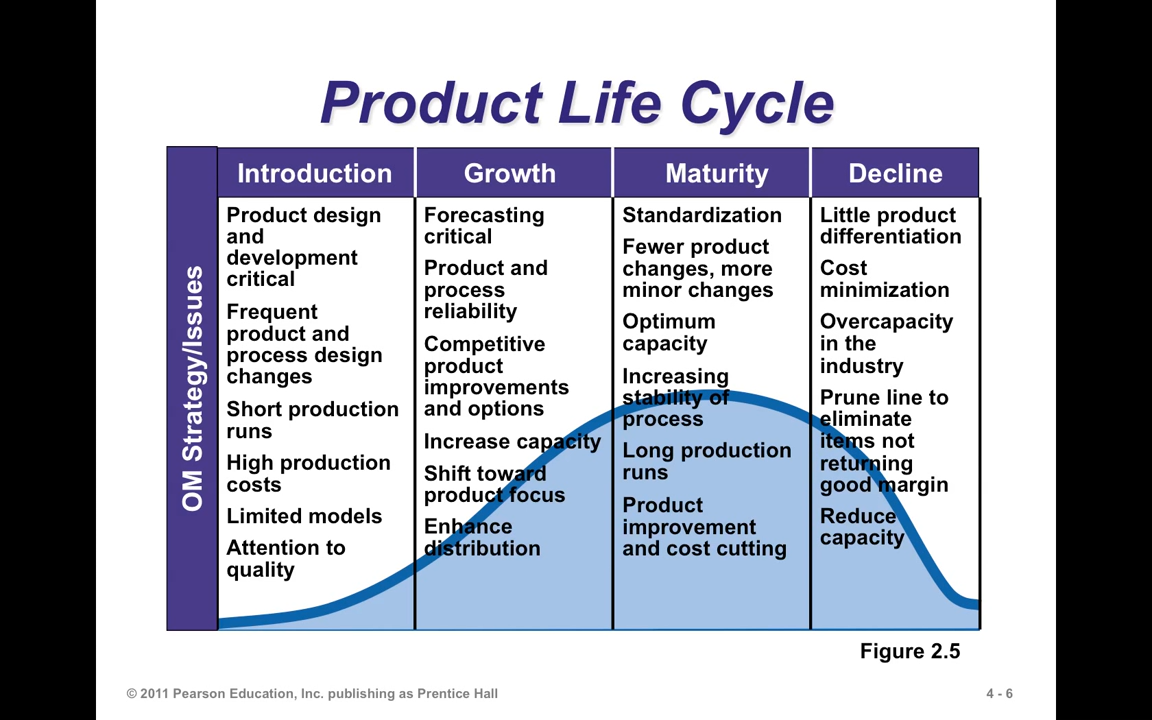 Product Life Cycle
OM Strategy/Issues
Introduction
Product design
and
development
critical
Frequent
product and
process design
changes
Short production
runs
High production
costs
Limited models
Attention to
quality
Growth
Forecasting
critical
Product and
process
reliability
Competitive
product
improvements
and options
Increase capacity
Shift toward
product focus
Enhance
distribution
Maturity
Standardization
Fewer product
changes, more
minor changes
Optimum
capacity
Increasing
stability of
process
Long production
runs
Product
improvement
and cost cutting
Decline
Little product
differentiation
Cost
minimization
Overcapacity
in the
industry
Prune line to
eliminate
items not
returning
good margin
Reduce
capacity
Figure 2.5
© 2011 Pearson Education, Inc. publishing as Prentice Hall
4 - 6